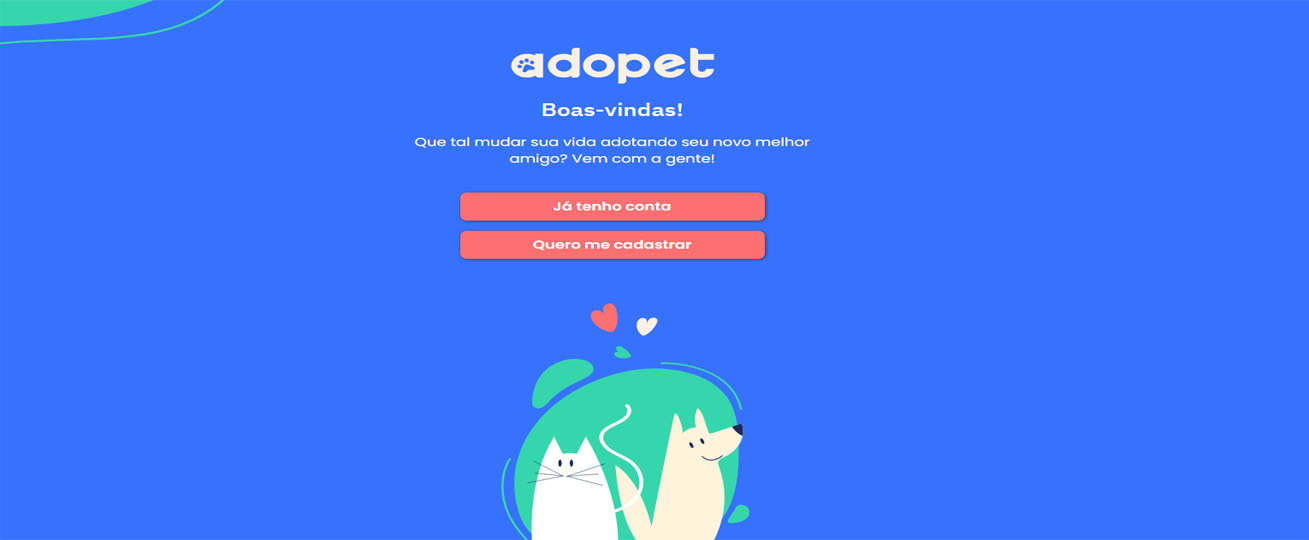 adopet
Boas-vindas!
Que tal mudar sua vida adotando seu novo melhor
amigo? Vem com a gente!
Já tenho conta
Quero me cadastrar